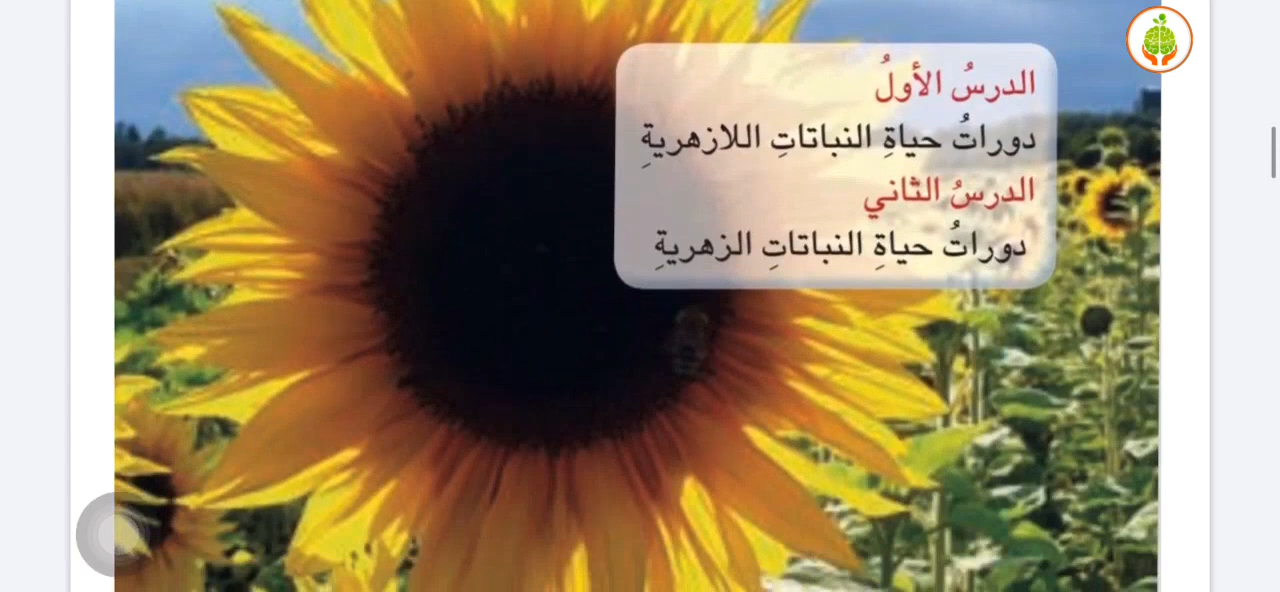 الدرسُ الأولُ
دوراتُ حياةِ النباتاتِ اللازهريةِ
الدرسُ الثاني
دوراتُ حياةِ النباتاتِ الزهريةِ